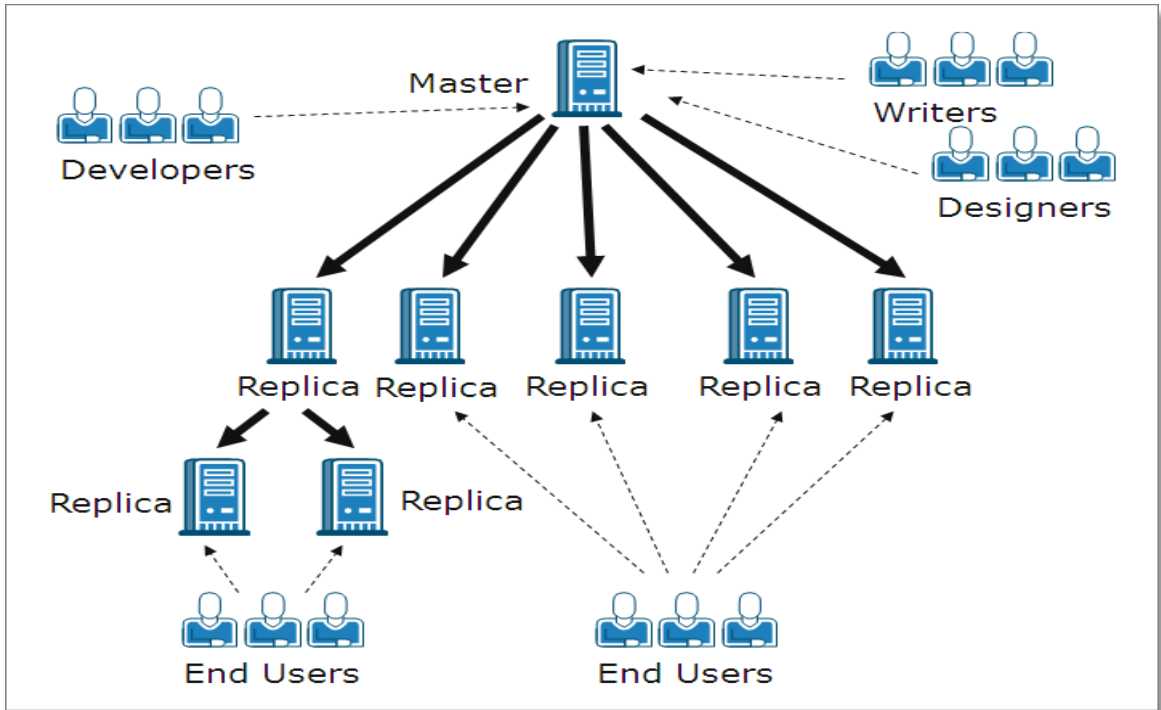 Master
Writers
Developers
Designers
Replica
Replica
Replica
Replica
Replica
Replica
Replica
End Users
End Users